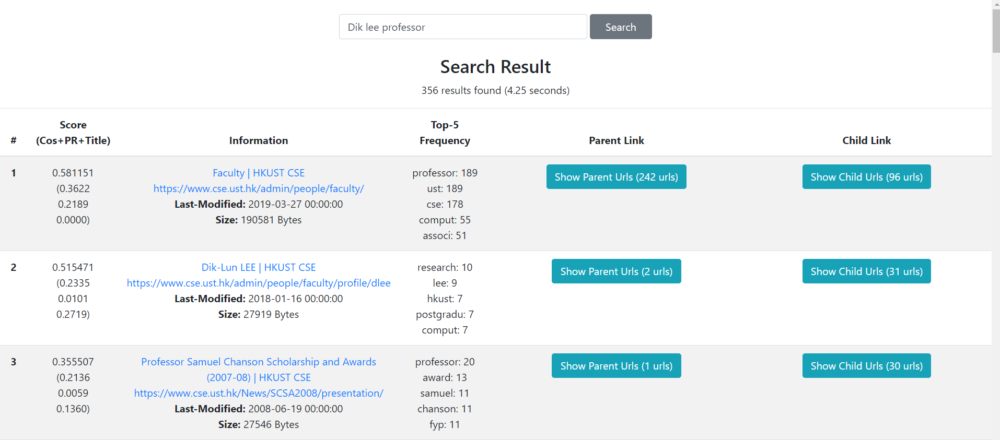 Dik lee professor
Search
Search Result
356 results found (4.25 seconds)
#
Score
(Cos+PR+Title)
Information
Top-5
Frequency
Parent Link
Child Link
1
0.581151
(0.3622
0.2189
0.0000)
Faculty | HKUST CSE
https://www.cse.ust.hk/admin/people/faculty/
Last-Modified: 2019-03-27 00:00:00
Size: 190581 Bytes
professor: 189
ust: 189
cse: 178
comput: 55
associ: 51
Show Parent Urls (242 urls)
Show Child Urls (96 urls)
2
0.515471
(0.2335
0.0101
0.2719)
Dik-Lun LEE | HKUST CSE
https://www.cse.ust.hk/admin/people/faculty/profile/dlee
Last-Modified: 2018-01-16 00:00:00
Size: 27919 Bytes
research: 10
lee: 9
hkust: 7
postgradu: 7
comput: 7
Show Parent Urls (2 urls)
Show Child Urls (31 urls)
3
0.355507
(0.2136
0.0059
0.1360)
Professor Samuel Chanson Scholarship and Awards
(2007-08) | HKUST CSE
https://www.cse.ust.hk/News/SCSA2008/presentation/
Last-Modified: 2008-06-19 00:00:00
Size: 27546 Bytes
professor: 20
award: 13
samuel: 11
chanson: 11
fyp: 11
Show Parent Urls (1 urls)
Show Child Urls (30 urls)